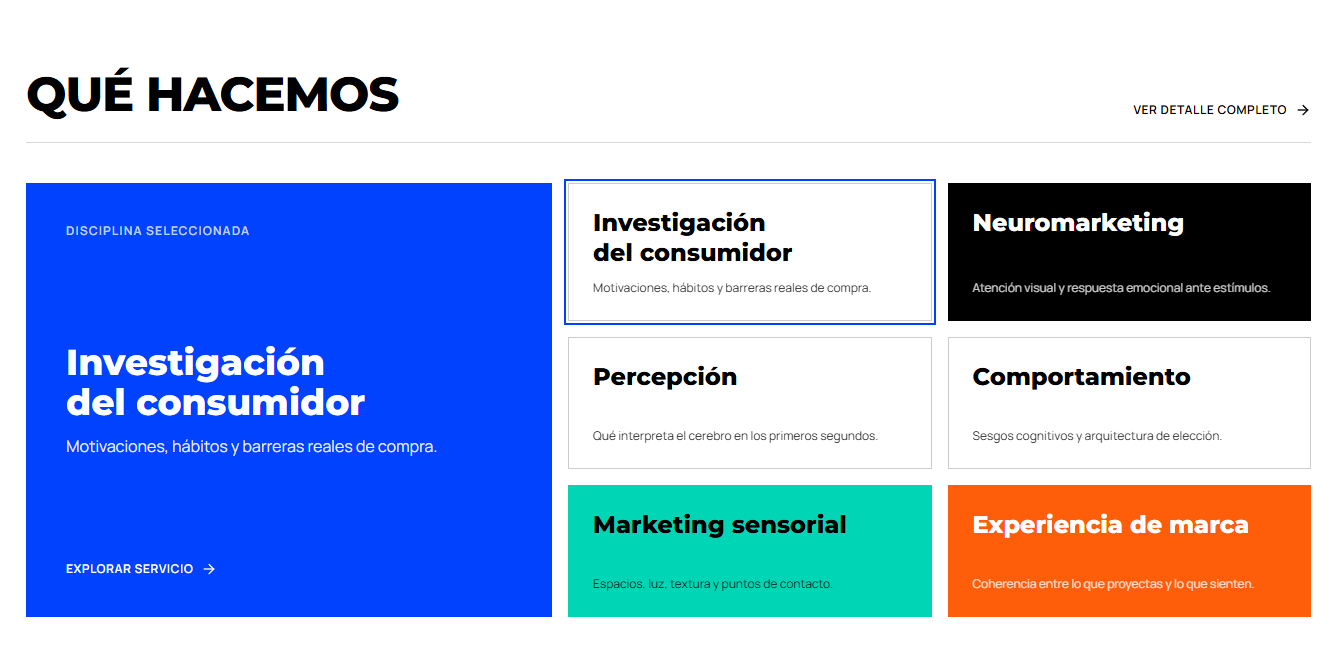 QUÉ HACEMOS
VER DETALLE COMPLETO
DISCIPLINA SELECCIONADA
Investigación
del consumidor
Motivaciones, hábitos y barreras reales de compra.
EXPLORAR SERVICIO
Investigación
del consumidor
Motivaciones, hábitos y barreras reales de compra.
Neuromarketing
Atención visual y respuesta emocional ante estímulos.
Percepción
Qué interpreta el cerebro en los primeros segundos.
Comportamiento
Sesgos cognitivos y arquitectura de elección.
Marketing sensorial
Espacios, luz, textura y puntos de contacto.
Experiencia de marca
Coherencia entre lo que proyectas y lo que sienten.